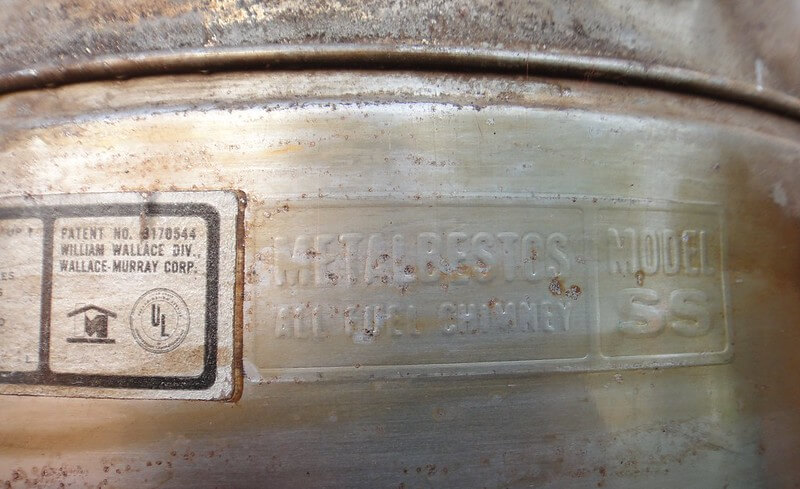 PATENT NO. 3170544
WILLIAM WALLACE DIV.,
WALLACE-MURRAY CORP.
UL
METALBESTOS
ALL FUEL CHIMNEY
MODEL
SS